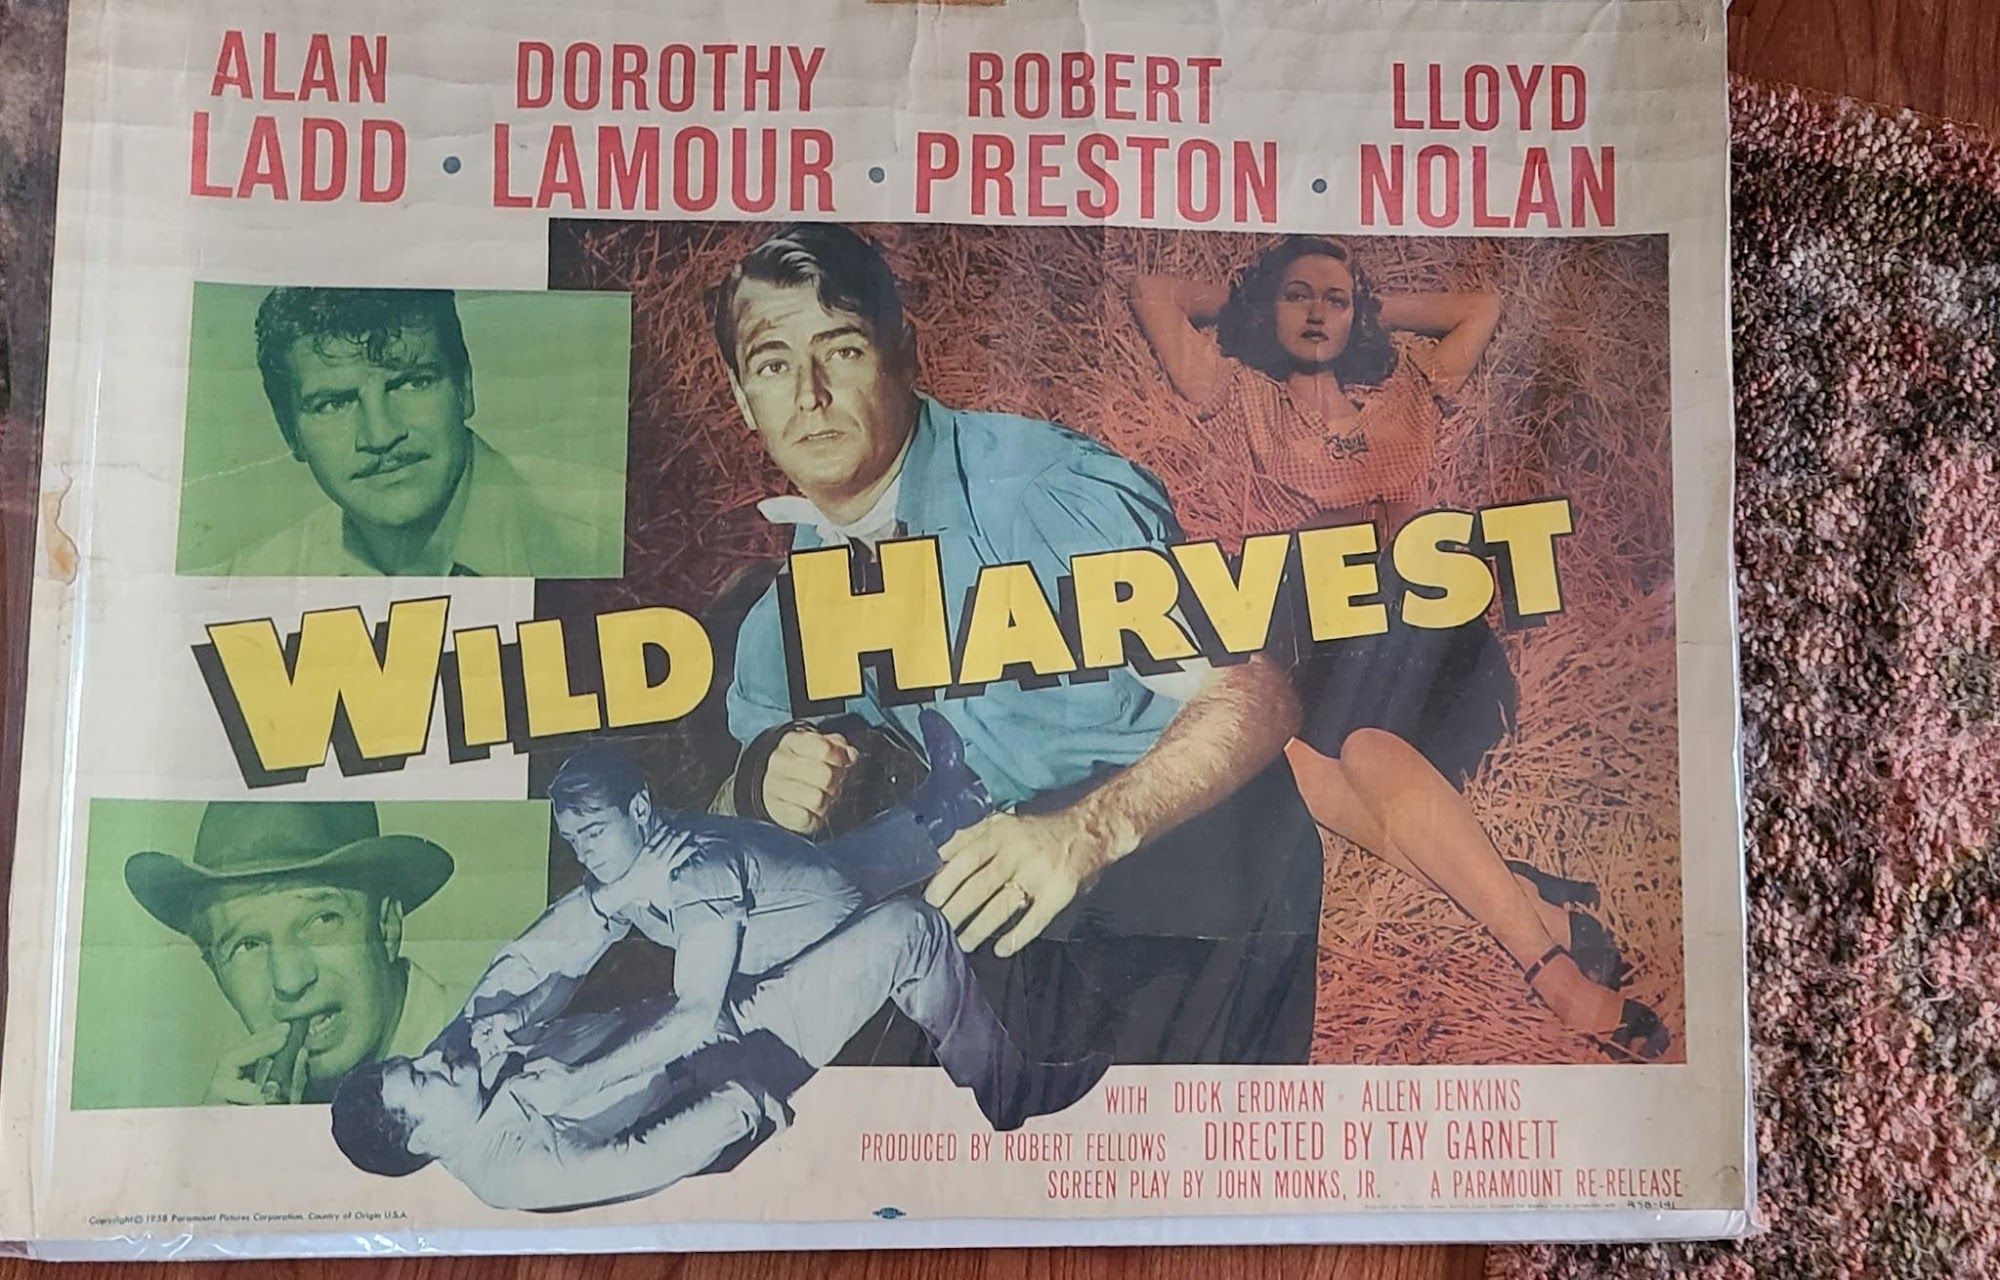 ALAN LADD · DOROTHY LAMOUR · ROBERT PRESTON · LLOYD NOLAN
WILD HARVEST
WITH DICK ERDMAN · ALLEN JENKINS
PRODUCED BY ROBERT FELLOWS · DIRECTED BY TAY GARNETT
SCREEN PLAY BY JOHN MONKS, JR. · A PARAMOUNT RE-RELEASE
Copyright © 1958 Paramount Pictures Corporation. Country of Origin U.S.A.
R58-141